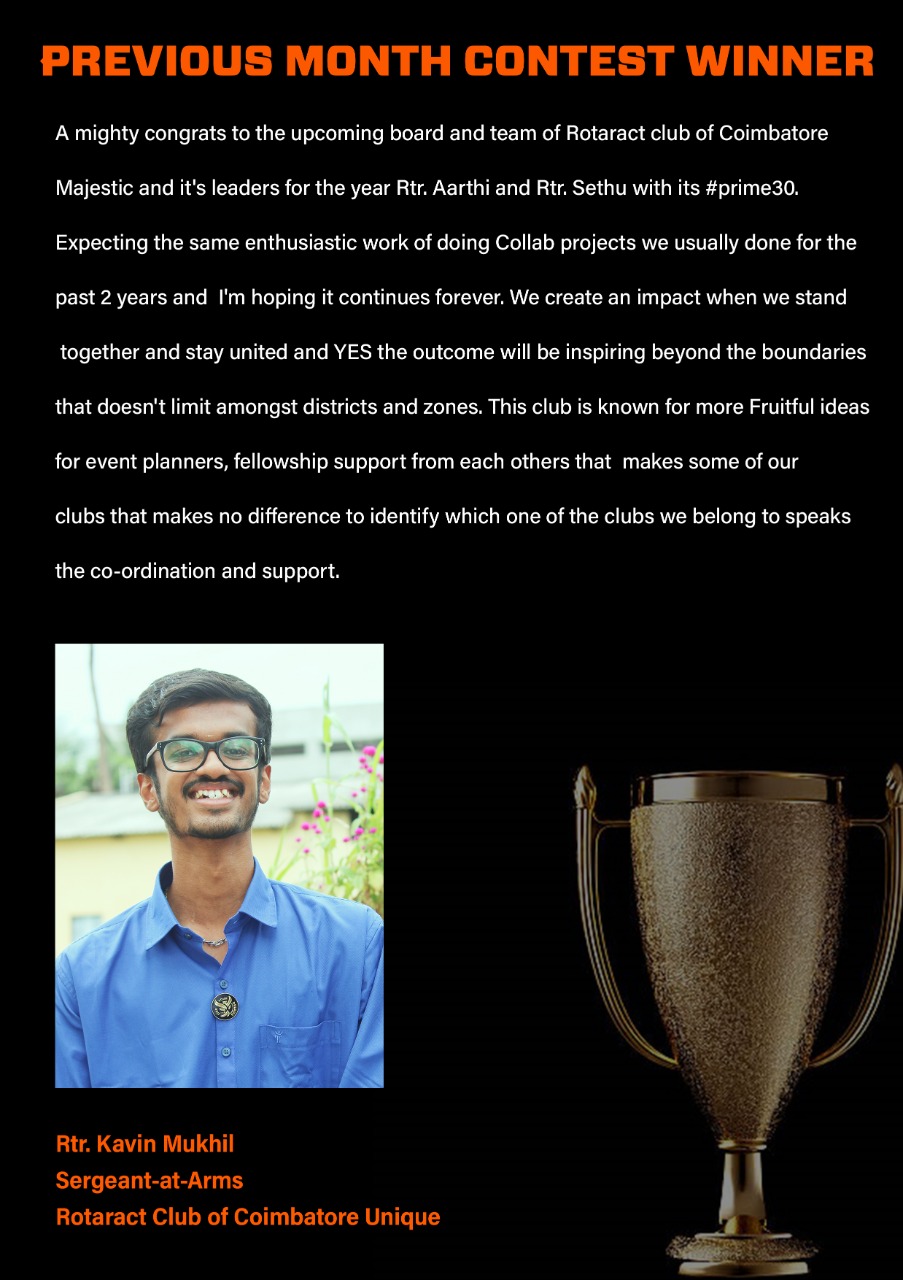 PREVIOUS MONTH CONTEST WINNER
A mighty congrats to the upcoming board and team of Rotaract club of Coimbatore
Majestic and it's leaders for the year Rtr. Aarthi and Rtr. Sethu with its #prime30.
Expecting the same enthusiastic work of doing Collab projects we usually done for the
past 2 years and I'm hoping it continues forever. We create an impact when we stand
together and stay united and YES the outcome will be inspiring beyond the boundaries
that doesn't limit amongst districts and zones. This club is known for more Fruitful ideas
for event planners, fellowship support from each others that makes some of our
clubs that makes no difference to identify which one of the clubs we belong to speaks
the co-ordination and support.
Rtr. Kavin Mukhil
Sergeant-at-Arms
Rotaract Club of Coimbatore Unique